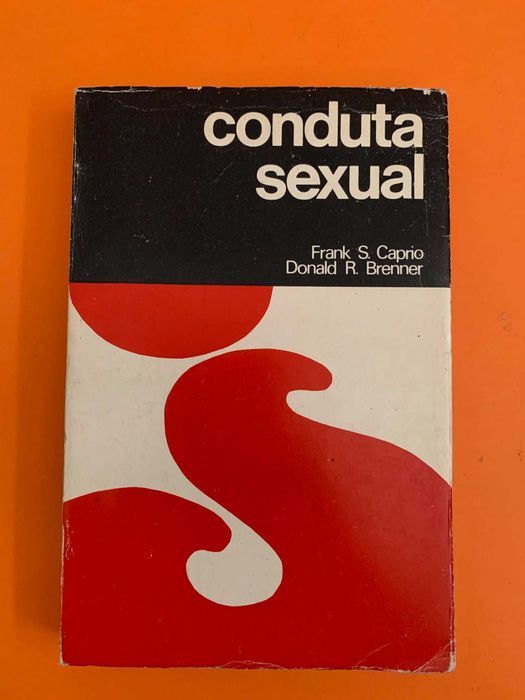 conduta
sexual
Frank S. Caprio
Donald R. Brenner